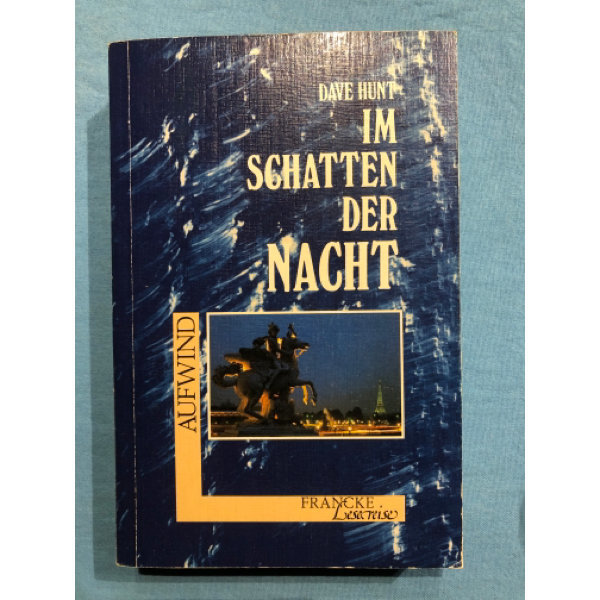 DAVE HUNT
IM
SCHATTEN
DER
NACHT
AUFWIND
FRANCKE
Lesereise